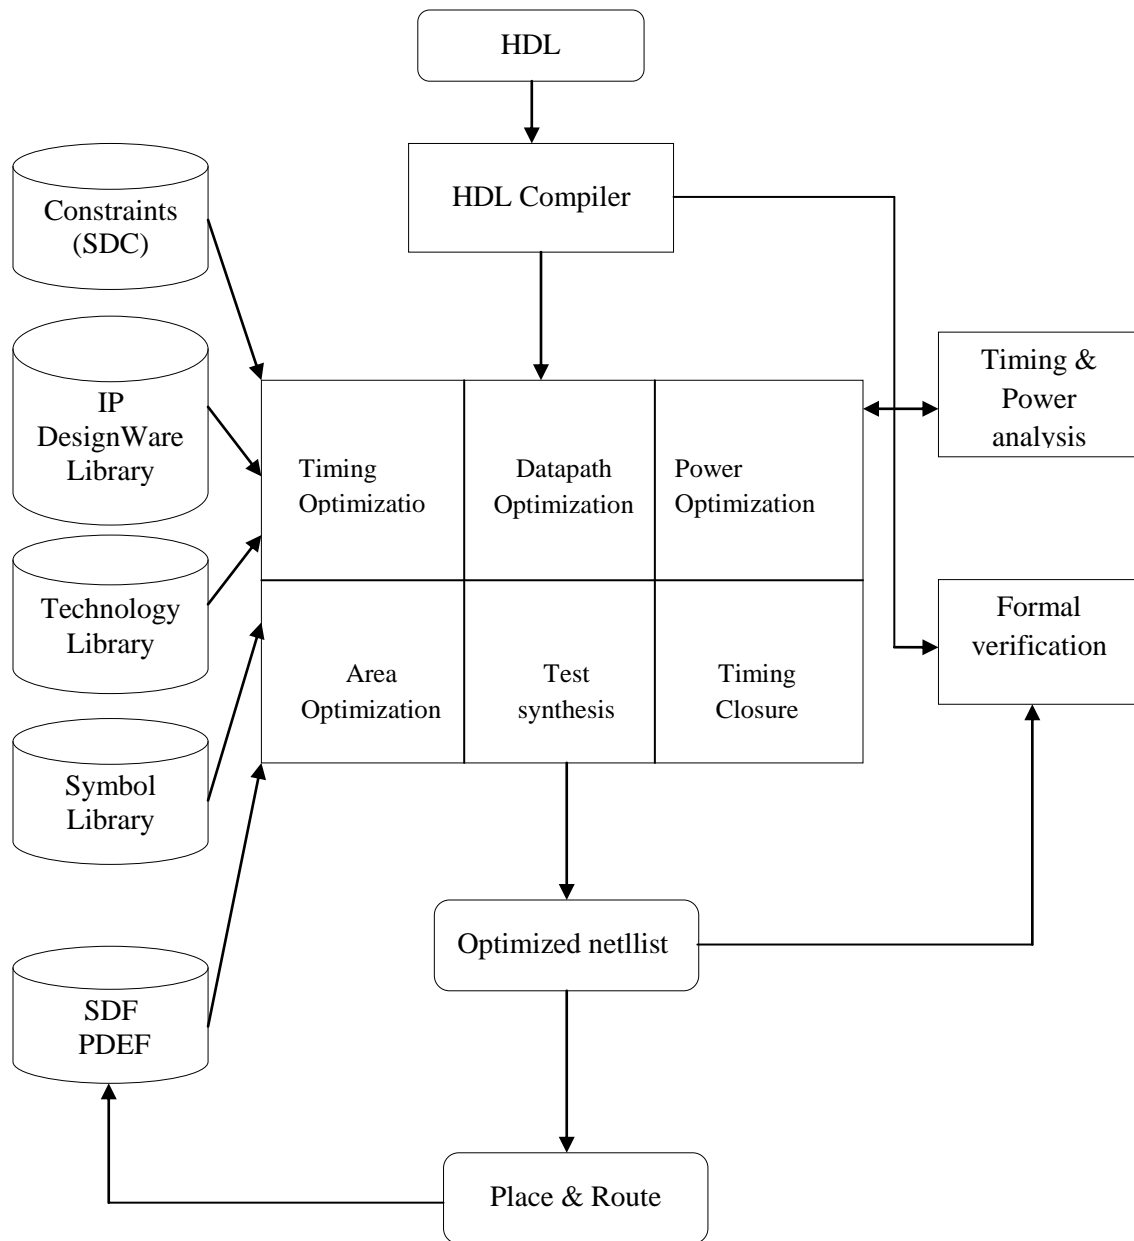 HDL
HDL Compiler
Constraints
(SDC)
IP
DesignWare
Library
Technology
Library
Symbol
Library
SDF
PDEF
Timing
Optimizatio
Datapath
Optimization
Power
Optimization
Area
Optimization
Test
synthesis
Timing
Closure
Timing &
Power
analysis
Formal
verification
Optimized netllist
Place & Route